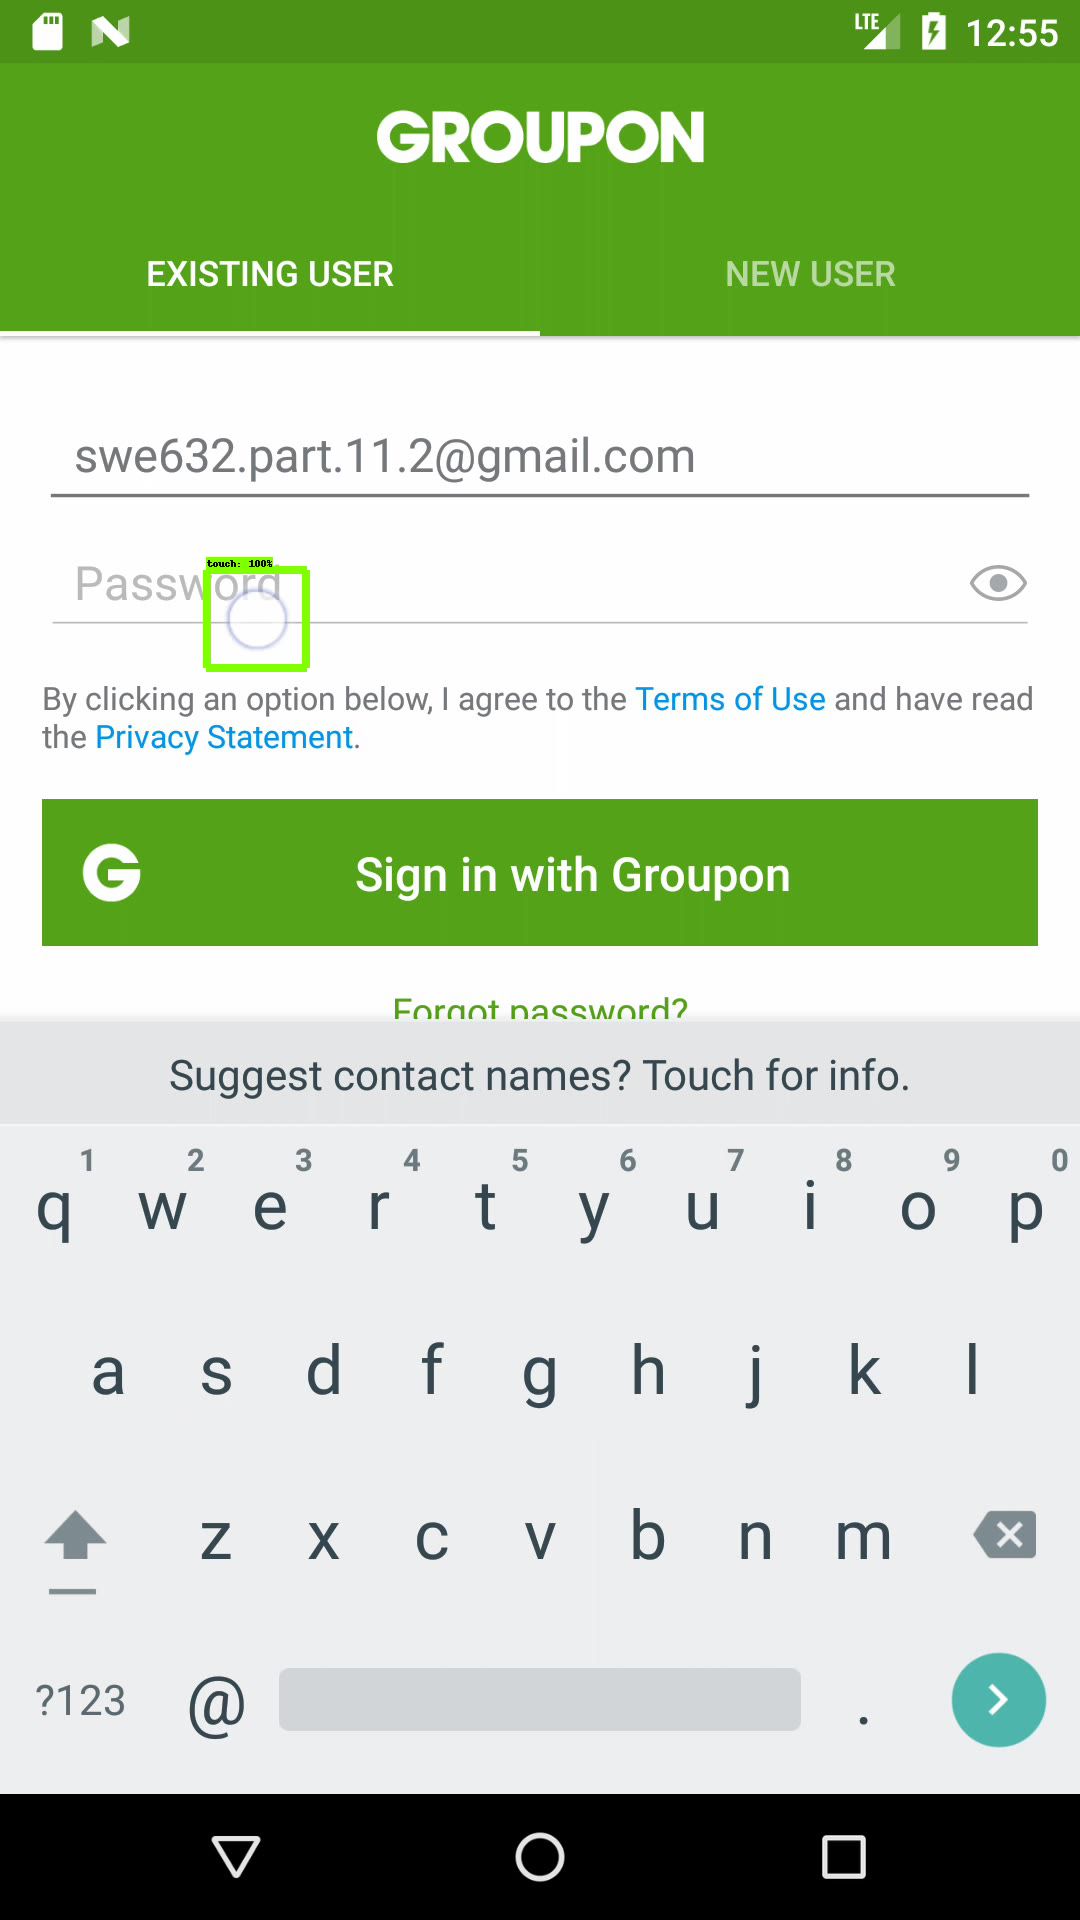 LTE 12:55
GROUPON
EXISTING USER NEW USER
swe632.part.11.2@gmail.com
touch: 100%
Password
By clicking an option below, I agree to the Terms of Use and have read
the Privacy Statement.
G Sign in with Groupon
Forgot password?
Suggest contact names? Touch for info.
1 2 3 4 5 6 7 8 9 0
q w e r t y u i o p
a s d f g h j k l
z x c v b n m
?123 @ .